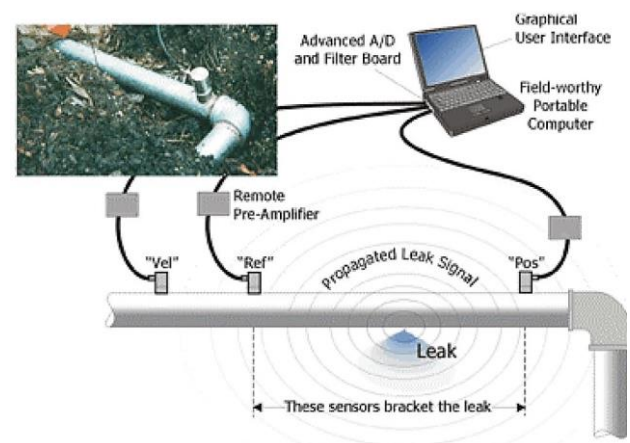 Graphical
User Interface
Advanced A/D
and Filter Board
Field-worthy
Portable
Computer
Remote
Pre-Amplifier
"Vel"
"Ref"
Propagated Leak Signal
"Pos"
Leak
These sensors bracket the leak